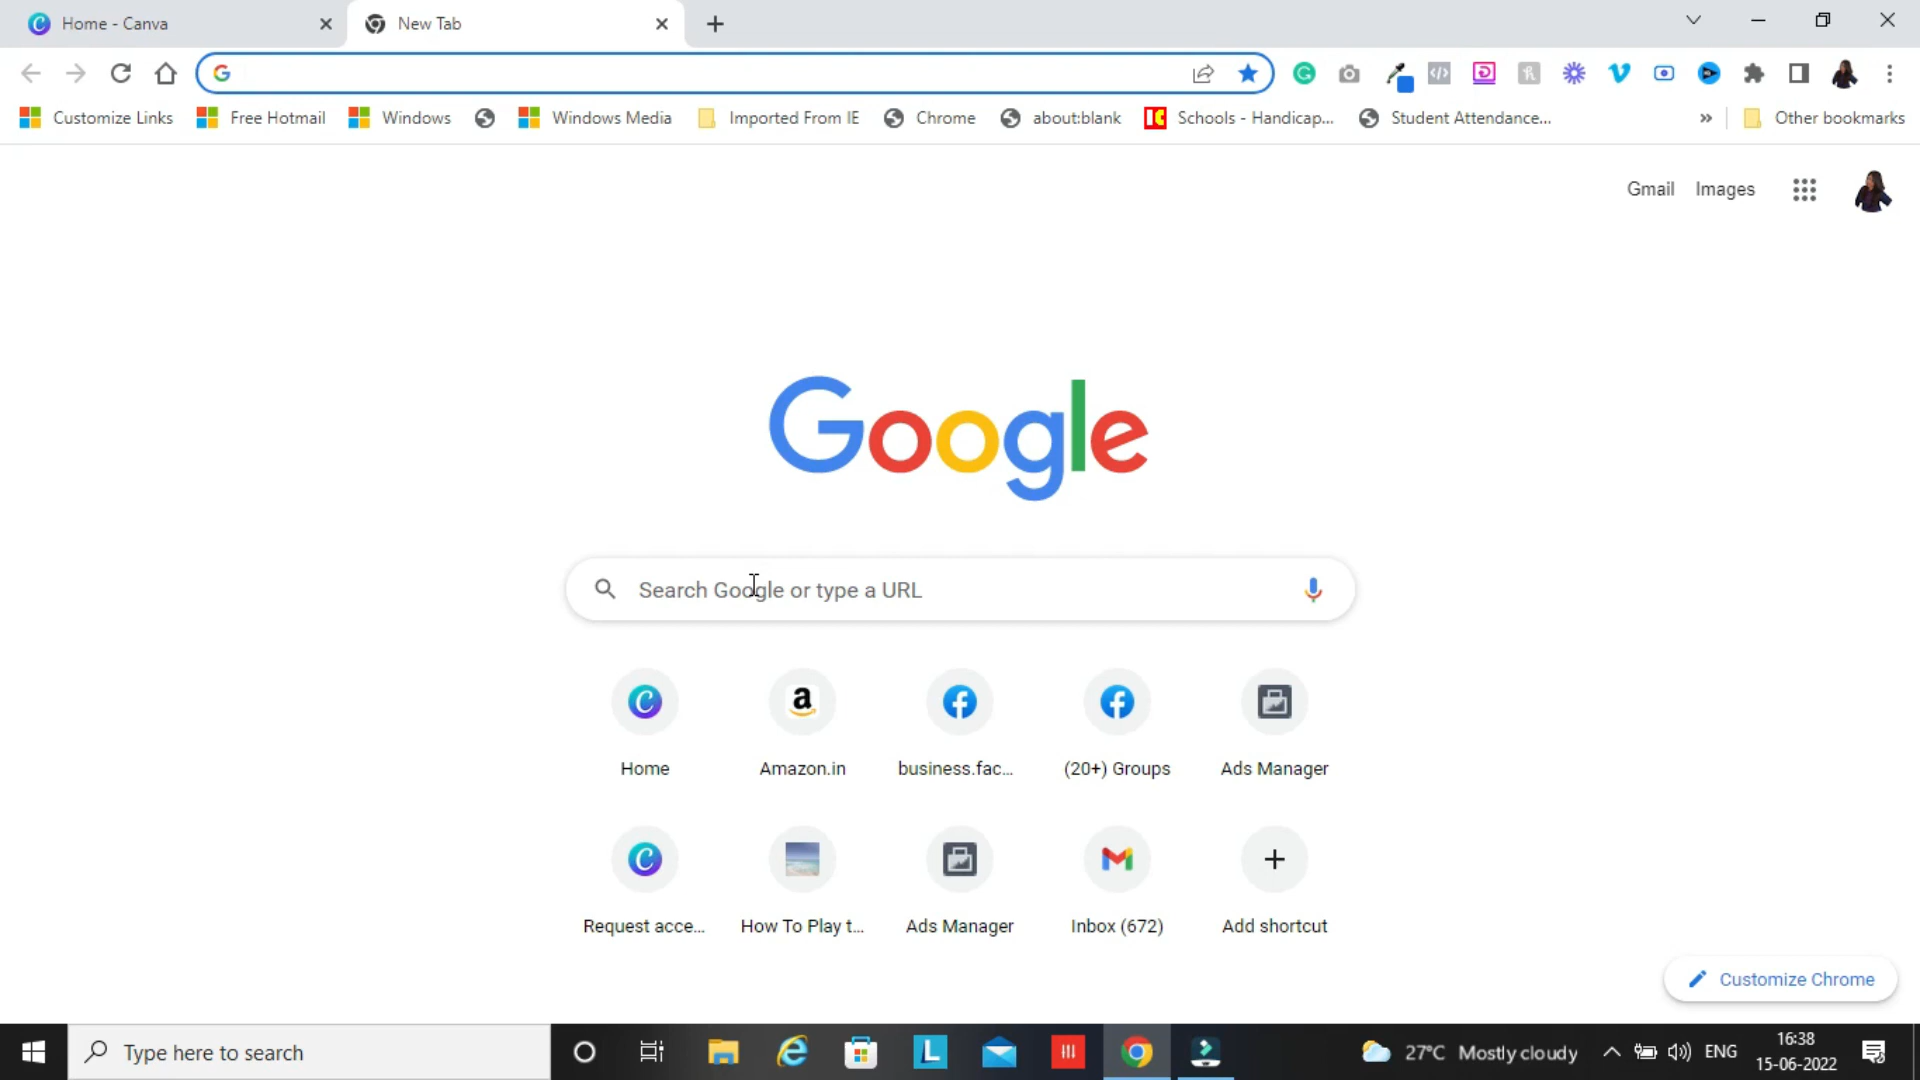 Home - Canva
New Tab
Customize Links
Free Hotmail
Windows
Windows Media
Imported From IE
Chrome
about:blank
Schools - Handicap...
Student Attendance...
»
Other bookmarks
Gmail
Images
Google
Search Google or type a URL
Home
Amazon.in
business.fac...
(20+) Groups
Ads Manager
Request acce...
How To Play t...
Ads Manager
Inbox (672)
Add shortcut
Customize Chrome
Type here to search
27°C Mostly cloudy
ENG
16:38
15-06-2022